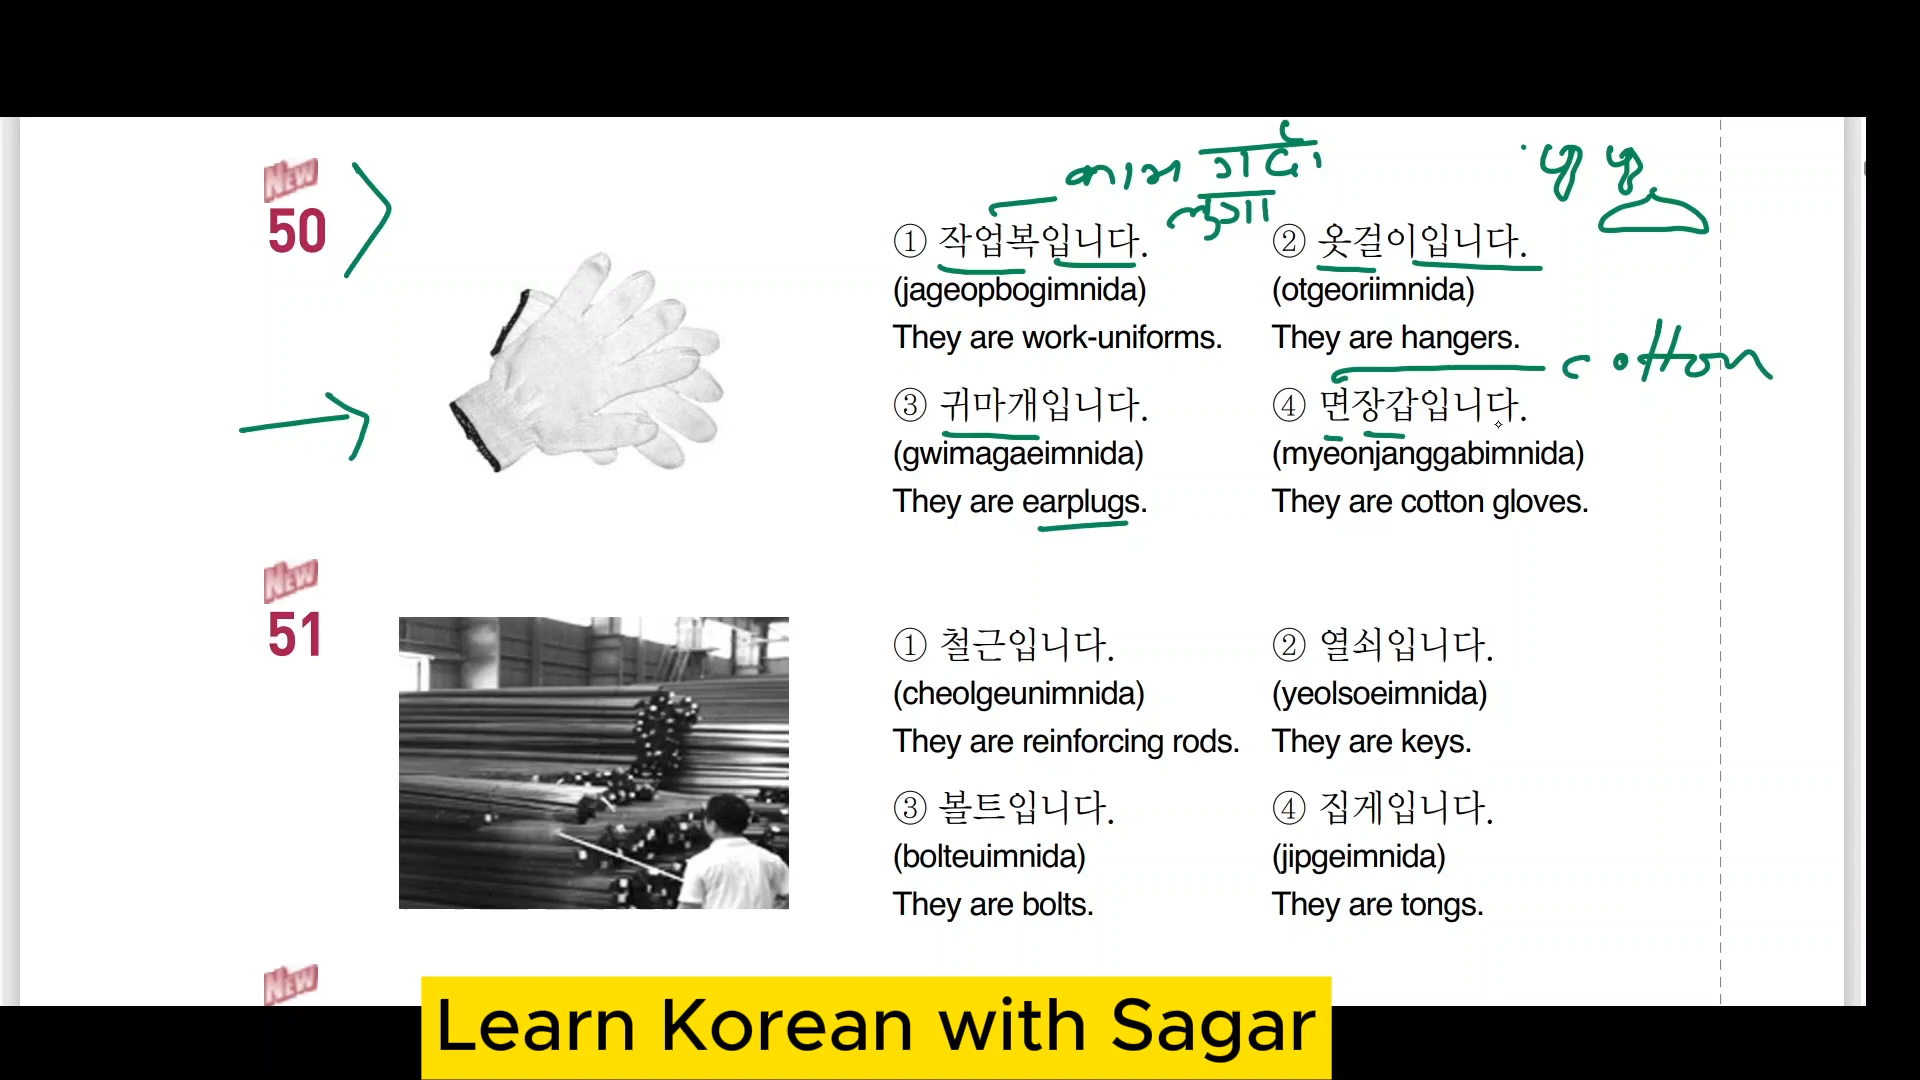 NEW
50
काम गर्दा
लुगा
① 작업복입니다.
(jageopbogimnida)
They are work-uniforms.
② 옷걸이입니다.
(otgeoriimnida)
They are hangers.
cotton
③ 귀마개입니다.
(gwimagaeimnida)
They are earplugs.
④ 면장갑입니다.
(myeonjanggabimnida)
They are cotton gloves.
NEW
51
① 철근입니다.
(cheolgeunimnida)
They are reinforcing rods.
② 열쇠입니다.
(yeolsoeimnida)
They are keys.
③ 볼트입니다.
(bolteuimnida)
They are bolts.
④ 집게입니다.
(jipgeimnida)
They are tongs.
NEW
Learn Korean with Sagar